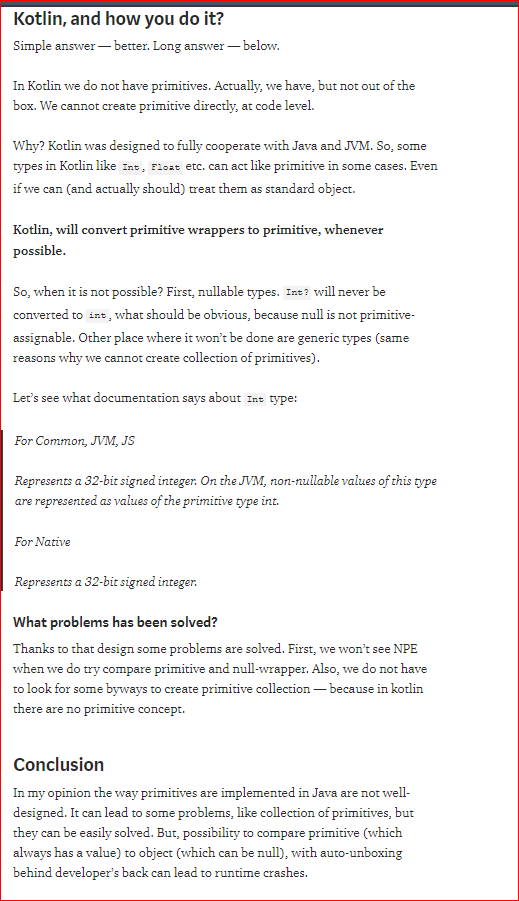 Kotlin, and how you do it?
Simple answer — better. Long answer — below.
In Kotlin we do not have primitives. Actually, we have, but not out of the
box. We cannot create primitive directly, at code level.
Why? Kotlin was designed to fully cooperate with Java and JVM. So, some
types in Kotlin like Int, Float etc. can act like primitive in some cases. Even
if we can (and actually should) treat them as standard object.
Kotlin, will convert primitive wrappers to primitive, whenever
possible.
So, when it is not possible? First, nullable types. Int? will never be
converted to int, what should be obvious, because null is not primitive-
assignable. Other place where it won't be done are generic types (same
reasons why we cannot create collection of primitives).
Let's see what documentation says about Int type:
For Common, JVM, JS
Represents a 32-bit signed integer. On the JVM, non-nullable values of this type
are represented as values of the primitive type int.
For Native
Represents a 32-bit signed integer.
What problems has been solved?
Thanks to that design some problems are solved. First, we won't see NPE
when we do try compare primitive and null-wrapper. Also, we do not have
to look for some byways to create primitive collection — because in kotlin
there are no primitive concept.
Conclusion
In my opinion the way primitives are implemented in Java are not well-
designed. It can lead to some problems, like collection of primitives, but
they can be easily solved. But, possibility to compare primitive (which
always has a value) to object (which can be null), with auto-unboxing
behind developer's back can lead to runtime crashes.